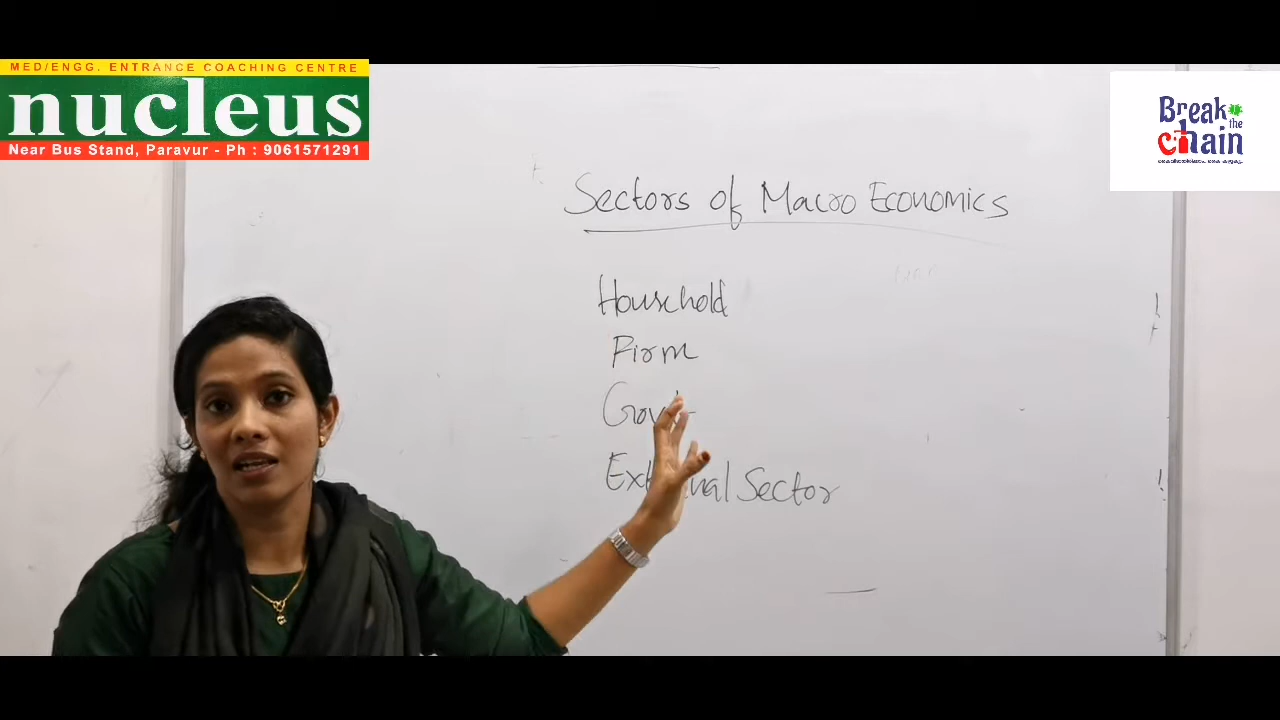 MED/ENGG. ENTRANCE COACHING CENTRE
nucleus
Near Bus Stand, Paravur - Ph : 9061571291
Break
the
chain
Sectors of Macro Economics
Household
Firm
Sector